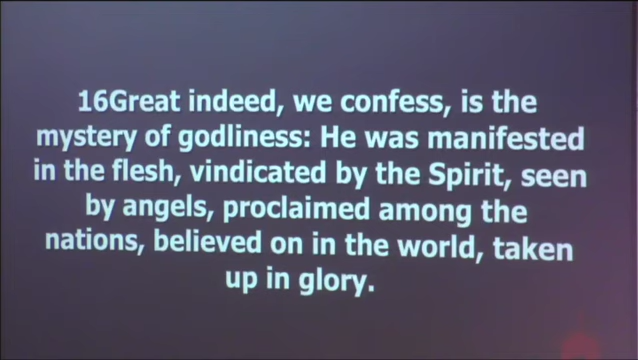 16Great indeed, we confess, is the
mystery of godliness: He was manifested
in the flesh, vindicated by the Spirit, seen
by angels, proclaimed among the
nations, believed on in the world, taken
up in glory.